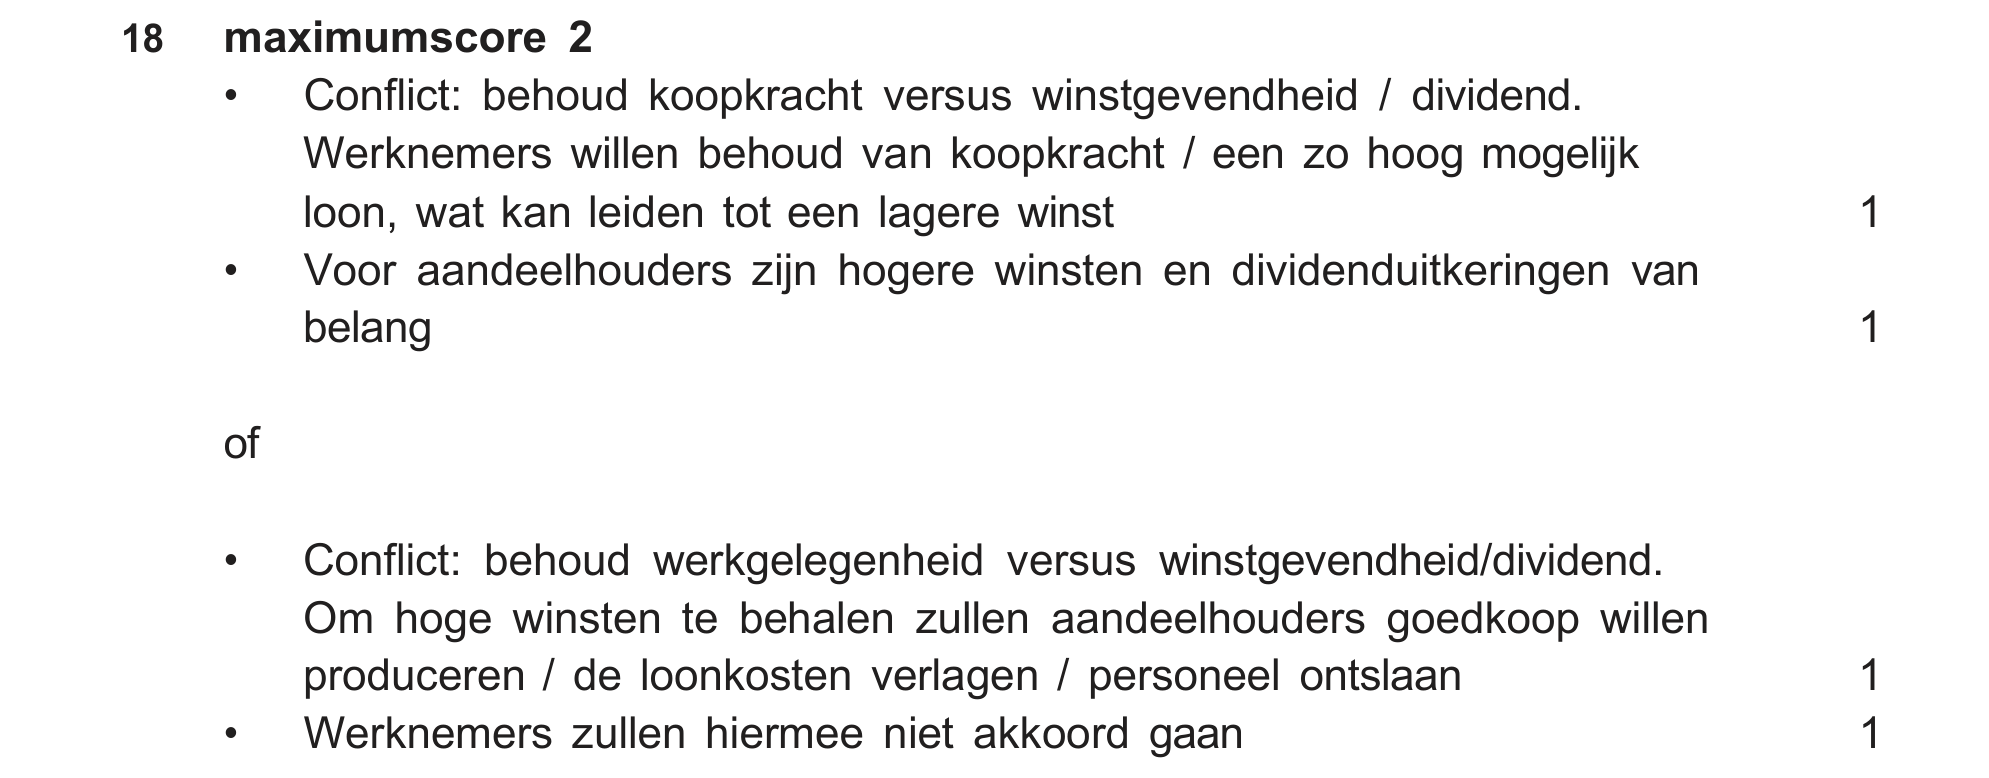 18 maximumscore 2
• Conflict: behoud koopkracht versus winstgevendheid / dividend.
Werknemers willen behoud van koopkracht / een zo hoog mogelijk
loon, wat kan leiden tot een lagere winst 1
• Voor aandeelhouders zijn hogere winsten en dividenduitkeringen van
belang 1
of
• Conflict: behoud werkgelegenheid versus winstgevendheid/dividend.
Om hoge winsten te behalen zullen aandeelhouders goedkoop willen
produceren / de loonkosten verlagen / personeel ontslaan 1
• Werknemers zullen hiermee niet akkoord gaan 1